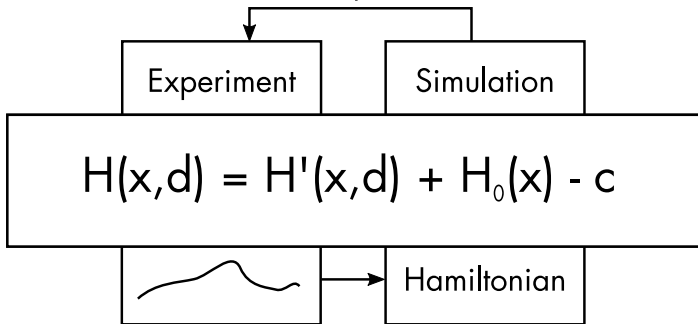 Experiment
Simulation
H(x,d) = H'(x,d) + H₀(x) - c
Hamiltonian